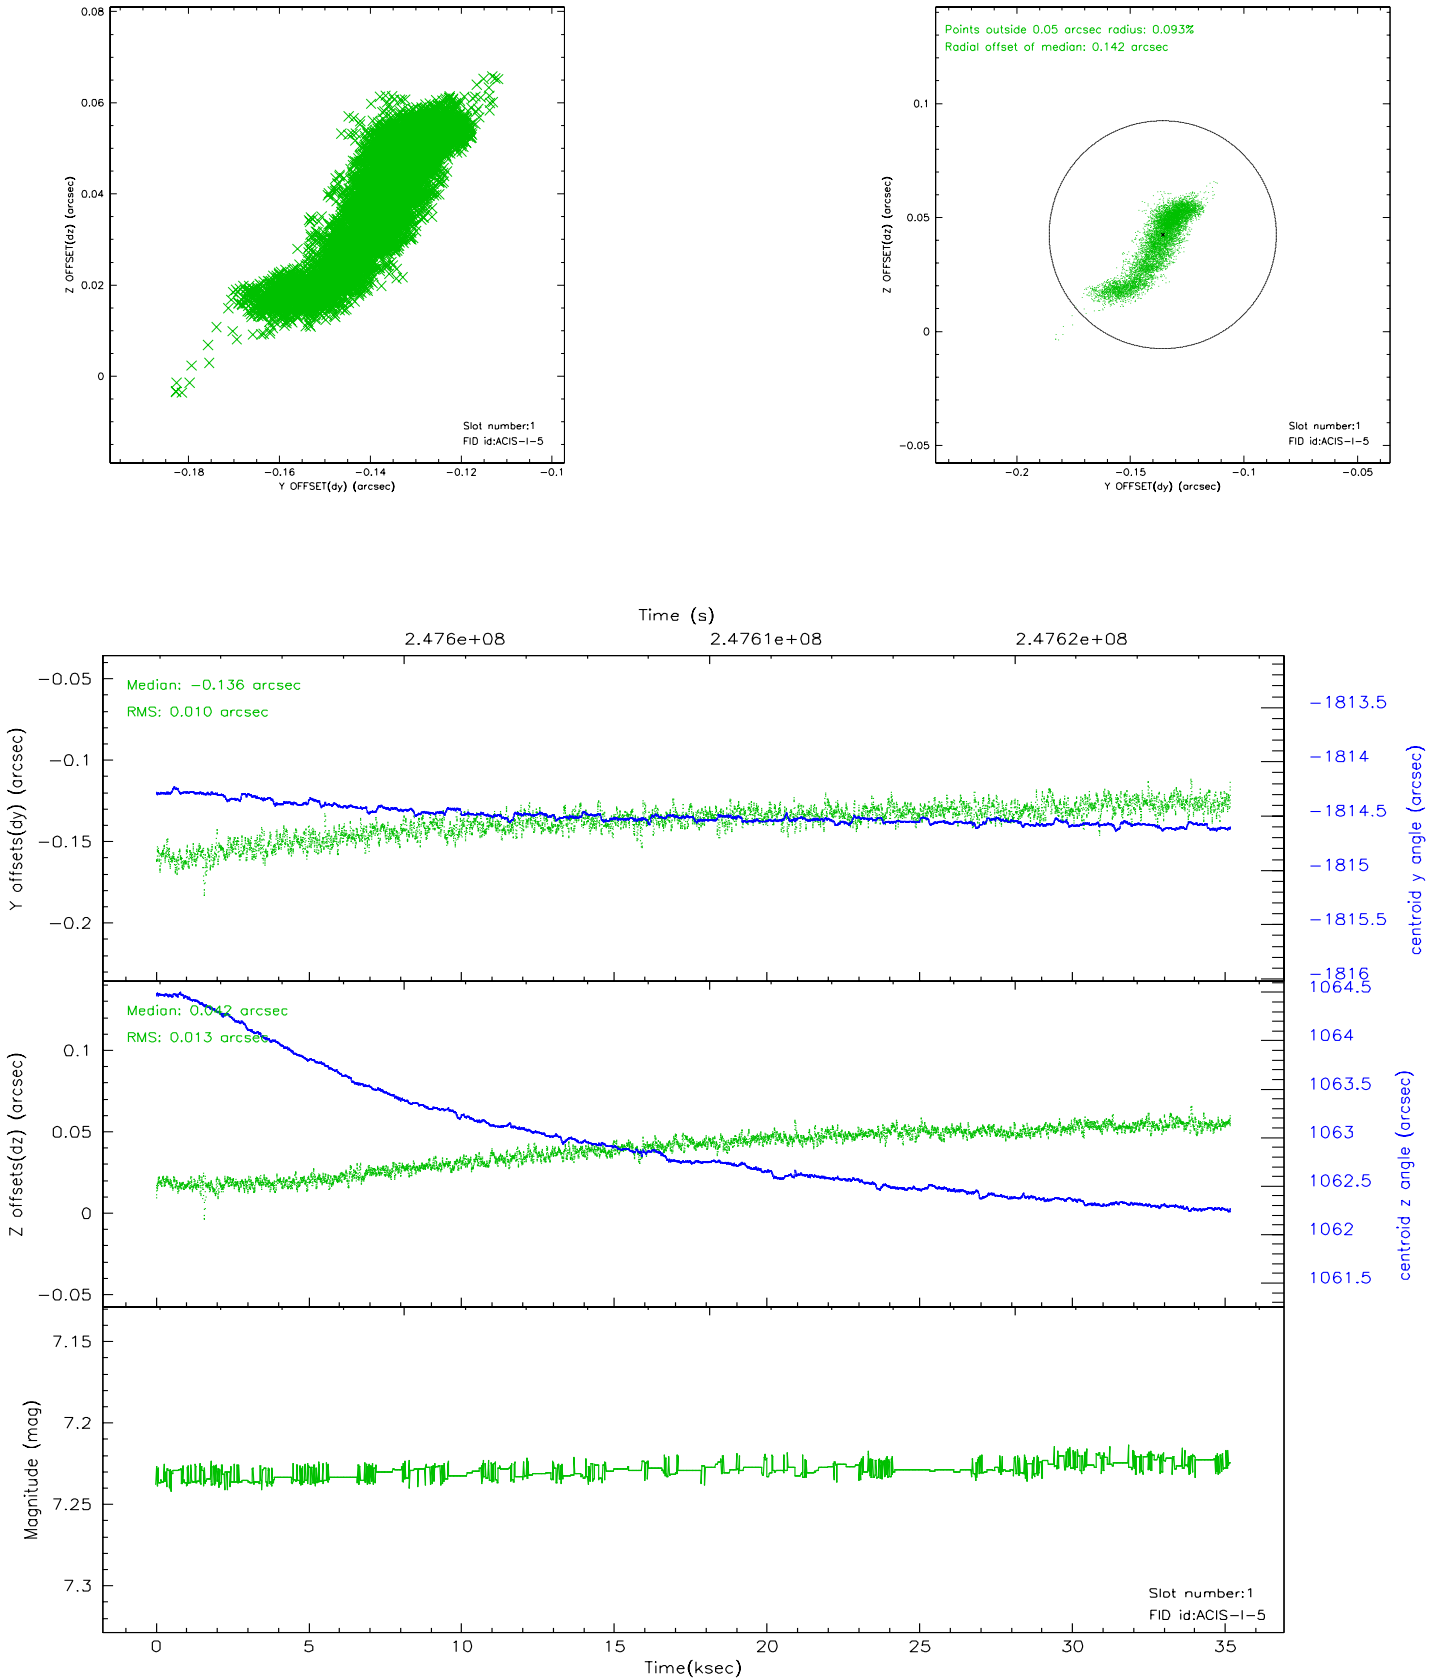 0.08
0.06
0.04
0.02
0
Z OFFSET(dz) (arcsec)
Slot number:1
FID id:ACIS-I-5
-0.18 -0.16 -0.14 -0.12 -0.1
Y OFFSET(dy) (arcsec)
Points outside 0.05 arcsec radius: 0.093%
Radial offset of median: 0.142 arcsec
0.1
0.05
0
-0.05
Z OFFSET(dz) (arcsec)
Slot number:1
FID id:ACIS-I-5
-0.2 -0.15 -0.1 -0.05
Y OFFSET(dy) (arcsec)
Time (s)
2.476e+08 2.4761e+08 2.4762e+08
-0.05
-0.1
-0.15
-0.2
Y offsets(dy) (arcsec)
Median: -0.136 arcsec
RMS: 0.010 arcsec
-1813.5
-1814
-1814.5
-1815
-1815.5
-1816
centroid y angle (arcsec)
0.1
0.05
0
-0.05
Z offsets(dz) (arcsec)
Median: 0.042 arcsec
RMS: 0.013 arcsec
1064.5
1064
1063.5
1063
1062.5
1062
1061.5
centroid z angle (arcsec)
7.15
7.2
7.25
7.3
Magnitude (mag)
Slot number:1
FID id:ACIS-I-5
0 5 10 15 20 25 30 35
Time(ksec)